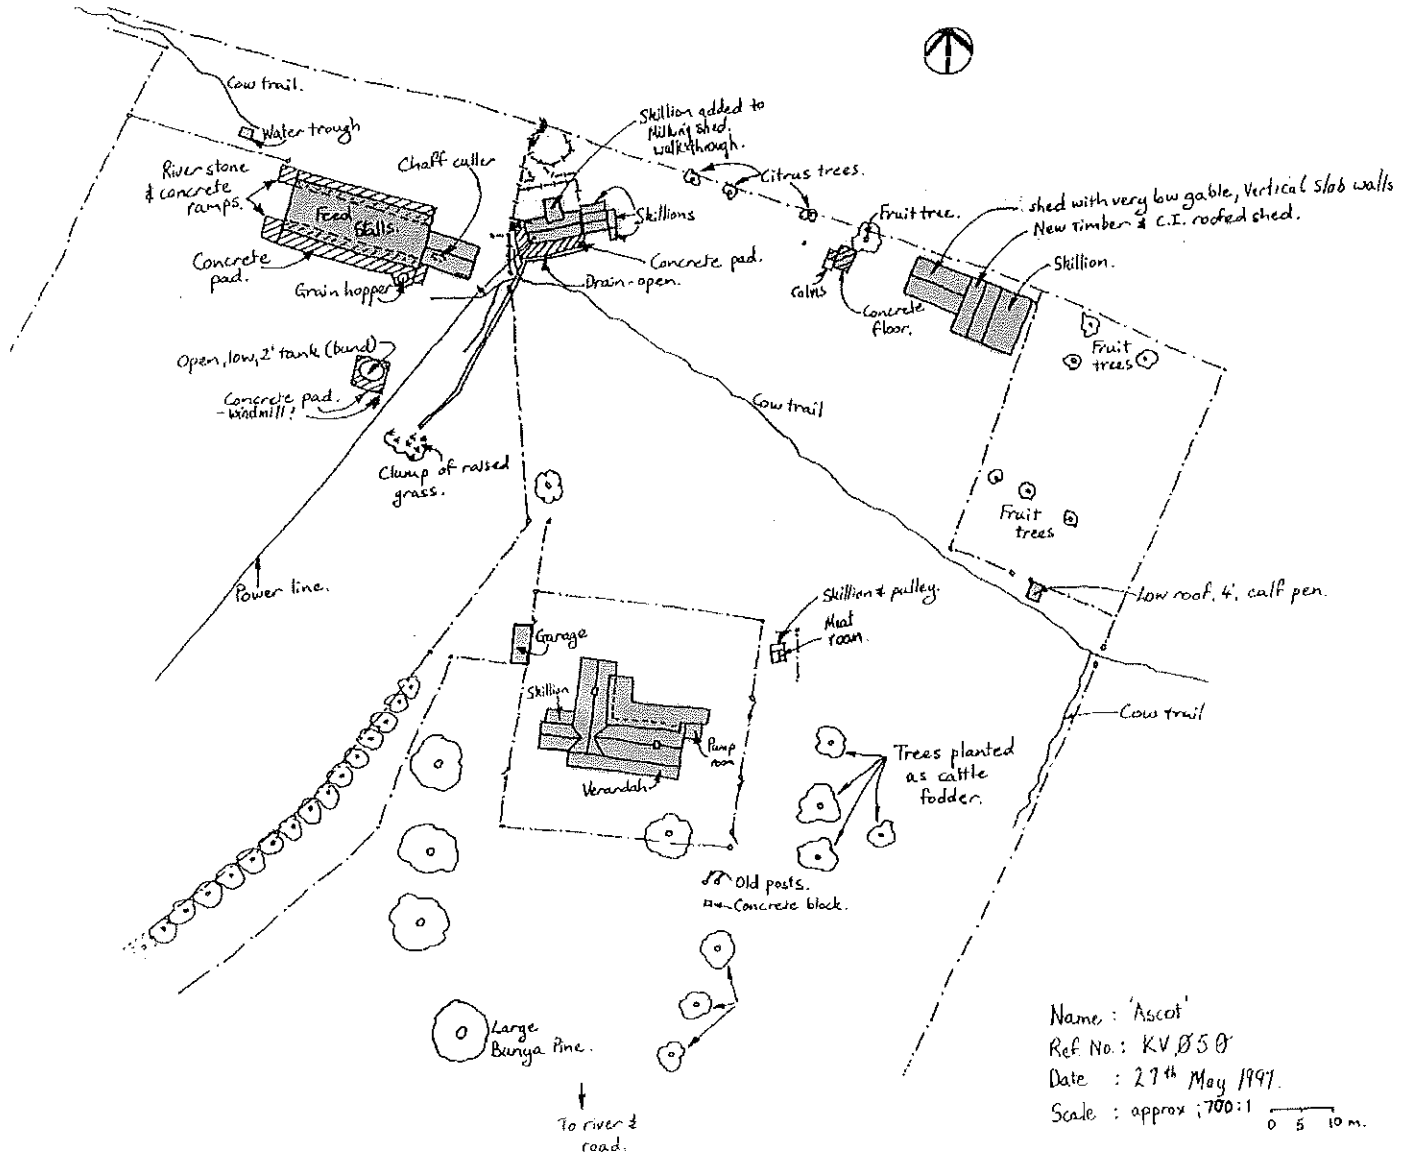 Cow trail.
Water trough
River stone
& concrete
ramps.
Feed
Stalls.
Chaff cutter
Concrete
pad.
Grain hopper
Skillion added to
Milking shed.
walkthrough.
Skillions
Concrete pad.
Drain-open.
Citrus trees.
Fruit tree.
Concrete
floor.
shed with very low gable, Vertical Slab walls
New Timber & C.I. roofed shed.
Skillion.
Fruit
trees
Open, low, 2' tank (bund)
Concrete pad.
-windmill?
Clump of raised
grass.
Cow trail
Fruit
trees
Power line.
Low roof, 4', calf pen.
Skillion & pulley.
Meat
room.
Garage
Skillion
Pump
room
Verandah
Cow trail
Trees planted
as cattle
fodder.
Old posts.
Concrete block.
Large
Bunya Pine.
To river &
road.
Name : 'Ascot'
Ref. No. : KV050
Date : 27th May 1997.
Scale : approx ; 700:1
0 5 10 m.